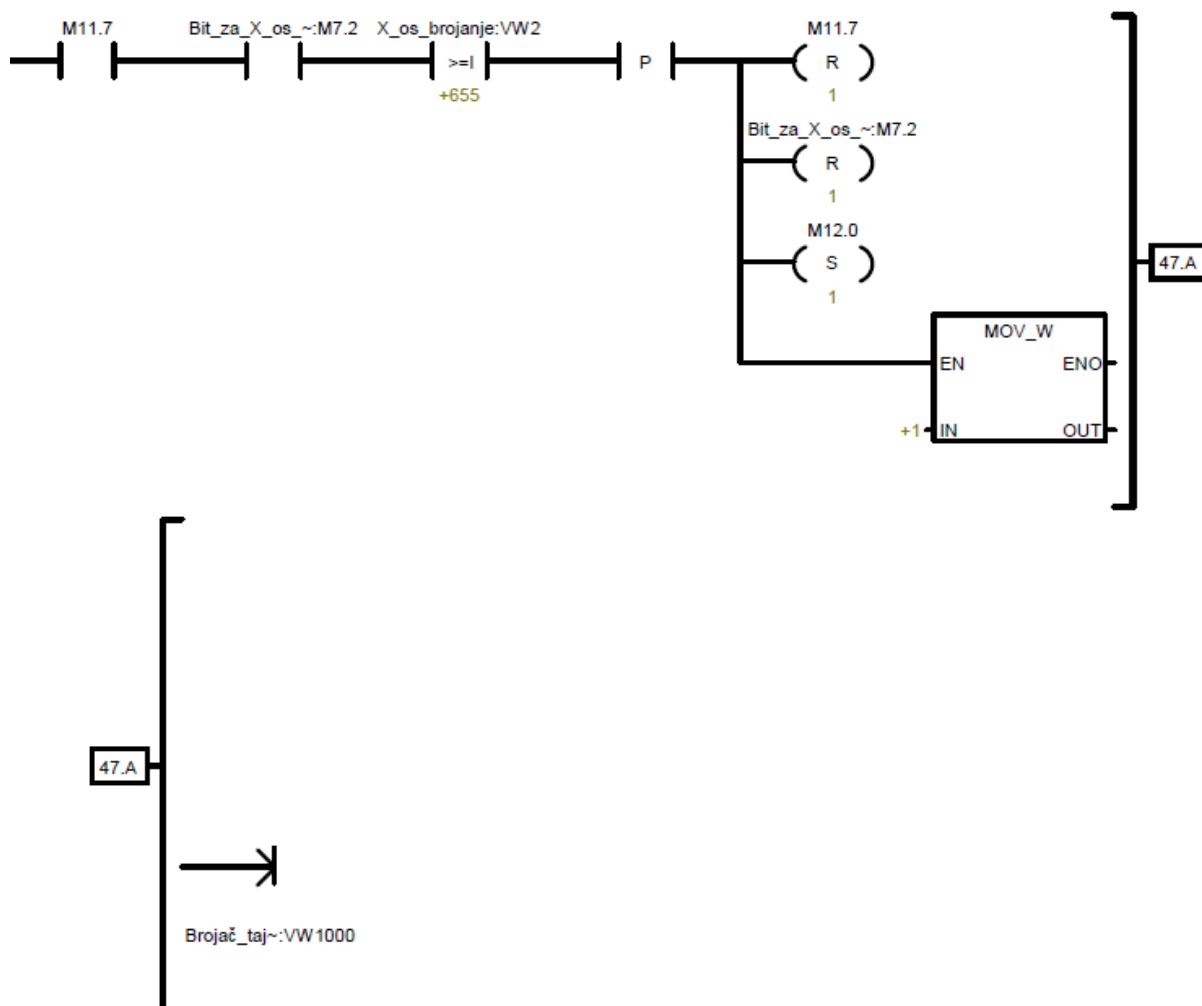 M11.7 Bit_za_X_os_~:M7.2 X_os_brojanje:VW2 M11.7
>=I P R
+655 1
Bit_za_X_os_~:M7.2
R
1
M12.0
S
1
47.A
MOV_W
EN ENO
+1 IN OUT
47.A
Brojač_taj~:VW1000